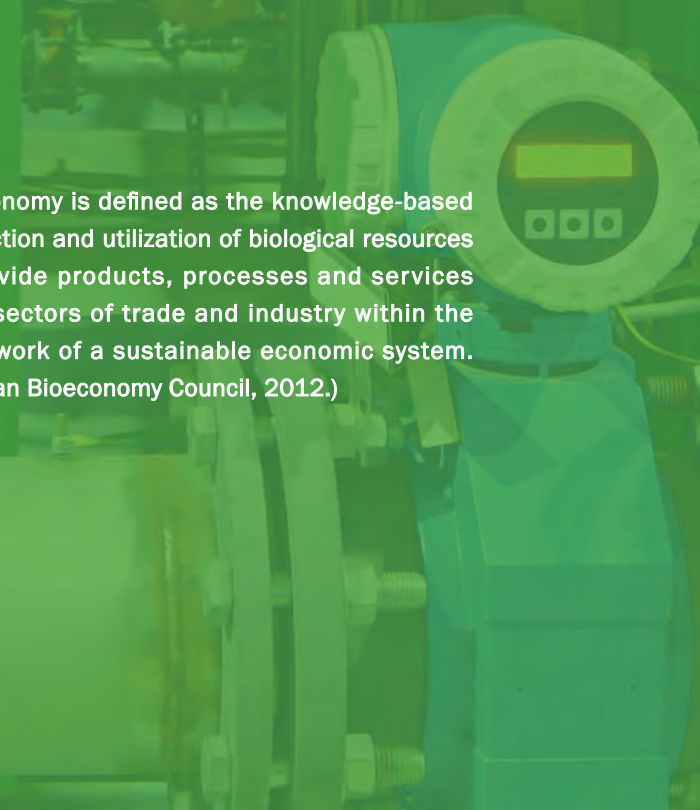 nomy is defined as the knowledge-based
ction and utilization of biological resources
vide products, processes and services
sectors of trade and industry within the
work of a sustainable economic system.
an Bioeconomy Council, 2012.)